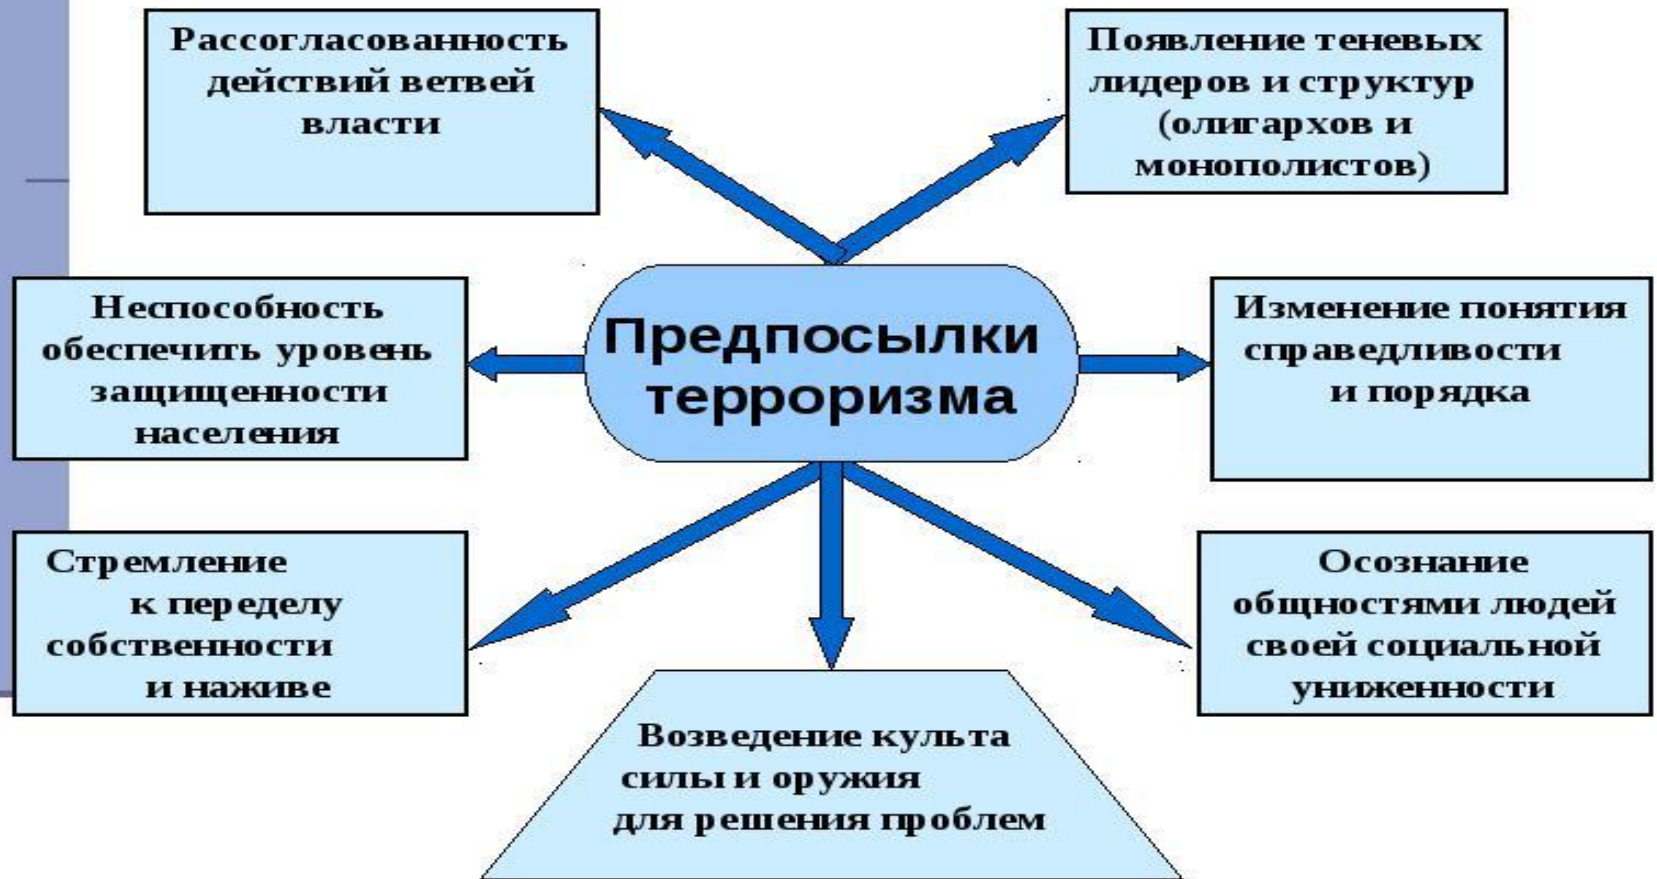 Рассогласованность
действий ветвей
власти
Появление теневых
лидеров и структур
(олигархов и
монополистов)
Неспособность
обеспечить уровень
защищенности
населения
Предпосылки
терроризма
Изменение понятия
справедливости
и порядка
Стремление
к переделу
собственности
и наживе
Возведение культа
силы и оружия
для решения проблем
Осознание
общностями людей
своей социальной
униженности